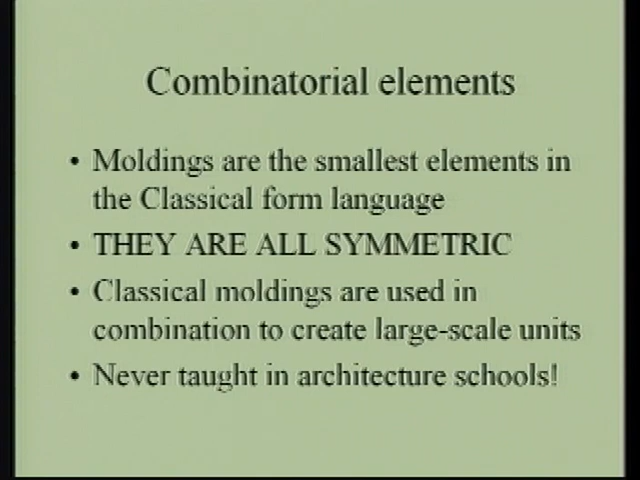 Combinatorial elements
• Moldings are the smallest elements in
the Classical form language
• THEY ARE ALL SYMMETRIC
• Classical moldings are used in
combination to create large-scale units
• Never taught in architecture schools!